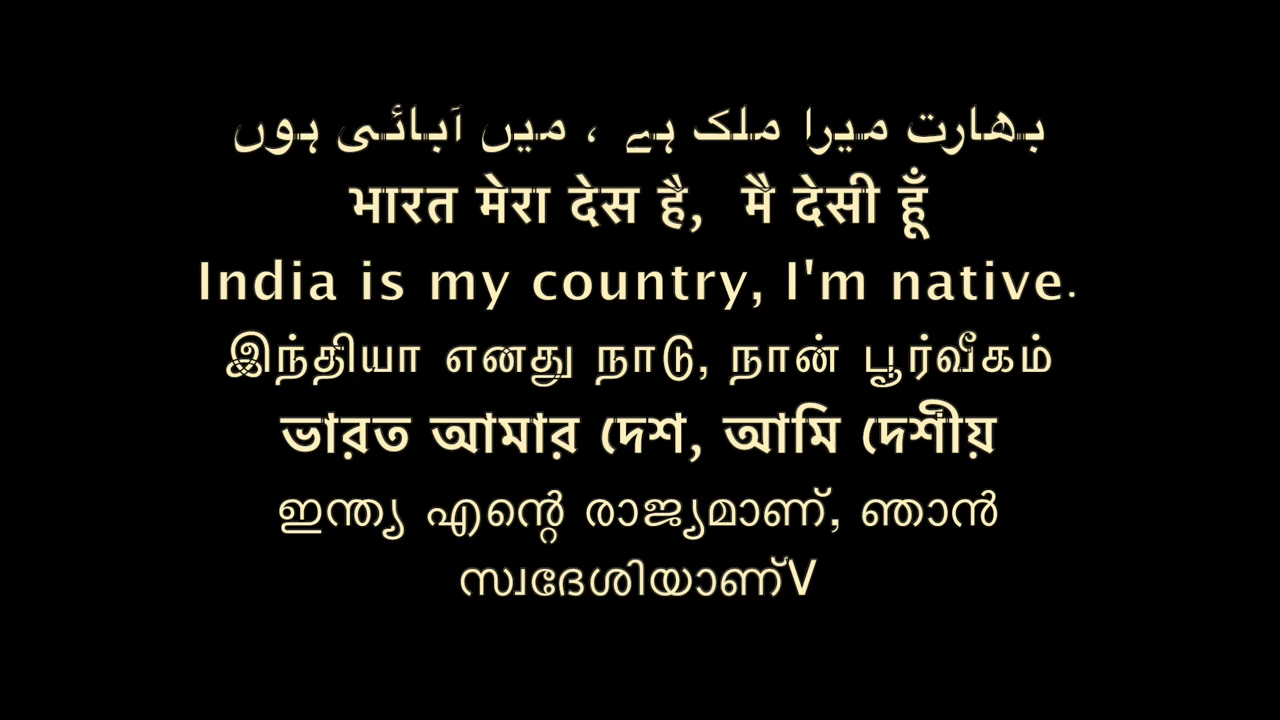 بھارت میرا ملک ہے ، میں آبائی ہوں
भारत मेरा देस है, मै देसी हूँ
India is my country, I'm native.
இந்தியா எனது நாடு, நான் பூர்வீகம்
ভারত আমার দেশ, আমি দেশীয়
ഇന്ത്യ എന്റെ രാജ്യമാണ്, ഞാൻ
സ്വദേശിയാണ്V